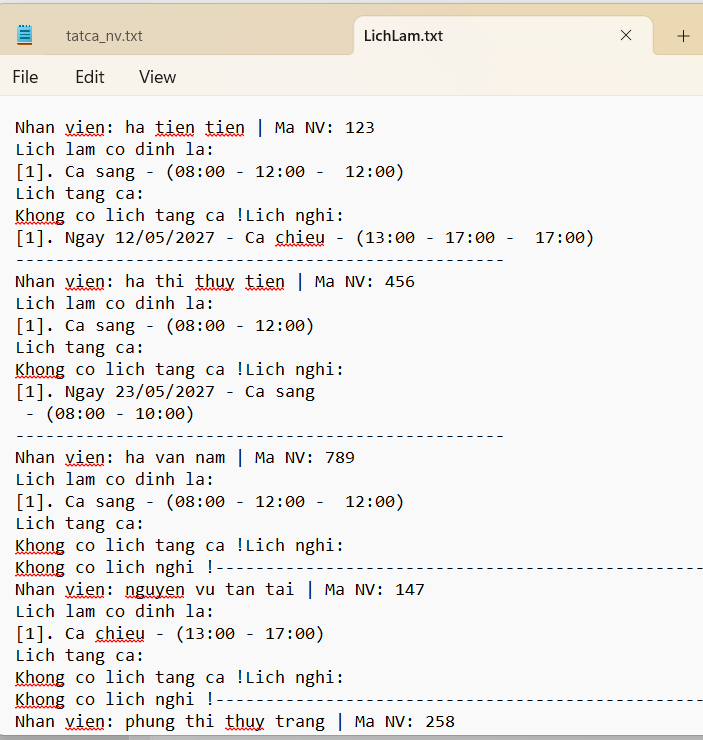 tatca_nv.txt
LichLam.txt
File Edit View
Nhan vien: ha tien tien | Ma NV: 123
Lich lam co dinh la:
[1]. Ca sang - (08:00 - 12:00 -  12:00)
Lich tang ca:
Khong co lich tang ca !Lich nghi:
[1]. Ngay 12/05/2027 - Ca chieu - (13:00 - 17:00 -  17:00)
-------------------------------------------------
Nhan vien: ha thi thuy tien | Ma NV: 456
Lich lam co dinh la:
[1]. Ca sang - (08:00 - 12:00)
Lich tang ca:
Khong co lich tang ca !Lich nghi:
[1]. Ngay 23/05/2027 - Ca sang
 - (08:00 - 10:00)
-------------------------------------------------
Nhan vien: ha van nam | Ma NV: 789
Lich lam co dinh la:
[1]. Ca sang - (08:00 - 12:00 -  12:00)
Lich tang ca:
Khong co lich tang ca !Lich nghi:
Khong co lich nghi !-------------------------------------------------
Nhan vien: nguyen vu tan tai | Ma NV: 147
Lich lam co dinh la:
[1]. Ca chieu - (13:00 - 17:00)
Lich tang ca:
Khong co lich tang ca !Lich nghi:
Khong co lich nghi !-------------------------------------------------
Nhan vien: phung thi thuy trang | Ma NV: 258